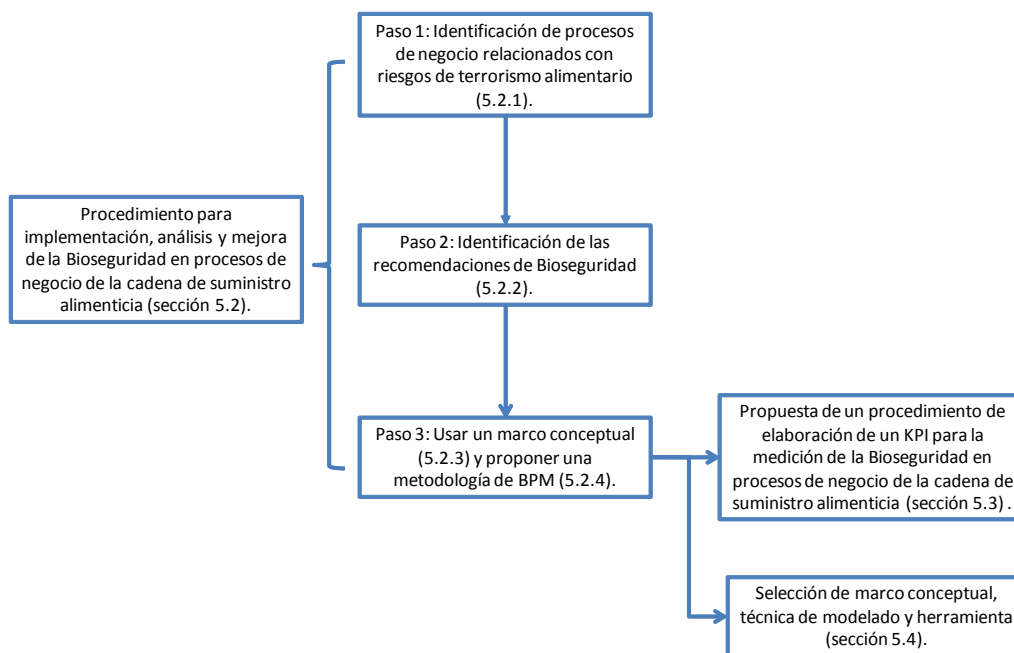 Paso 1: Identificación de procesos
de negocio relacionados con
riesgos de terrorismo alimentario
(5.2.1).
Procedimiento para
implementación, análisis y mejora
de la Bioseguridad en procesos de
negocio de la cadena de suministro
alimenticia (sección 5.2).
Paso 2: Identificación de las
recomendaciones de Bioseguridad
(5.2.2).
Paso 3: Usar un marco conceptual
(5.2.3) y proponer una
metodología de BPM (5.2.4).
Propuesta de un procedimiento de
elaboración de un KPI para la
medición de la Bioseguridad en
procesos de negocio de la cadena de
suministro alimenticia (sección 5.3) .
Selección de marco conceptual,
técnica de modelado y herramienta
(sección 5.4).